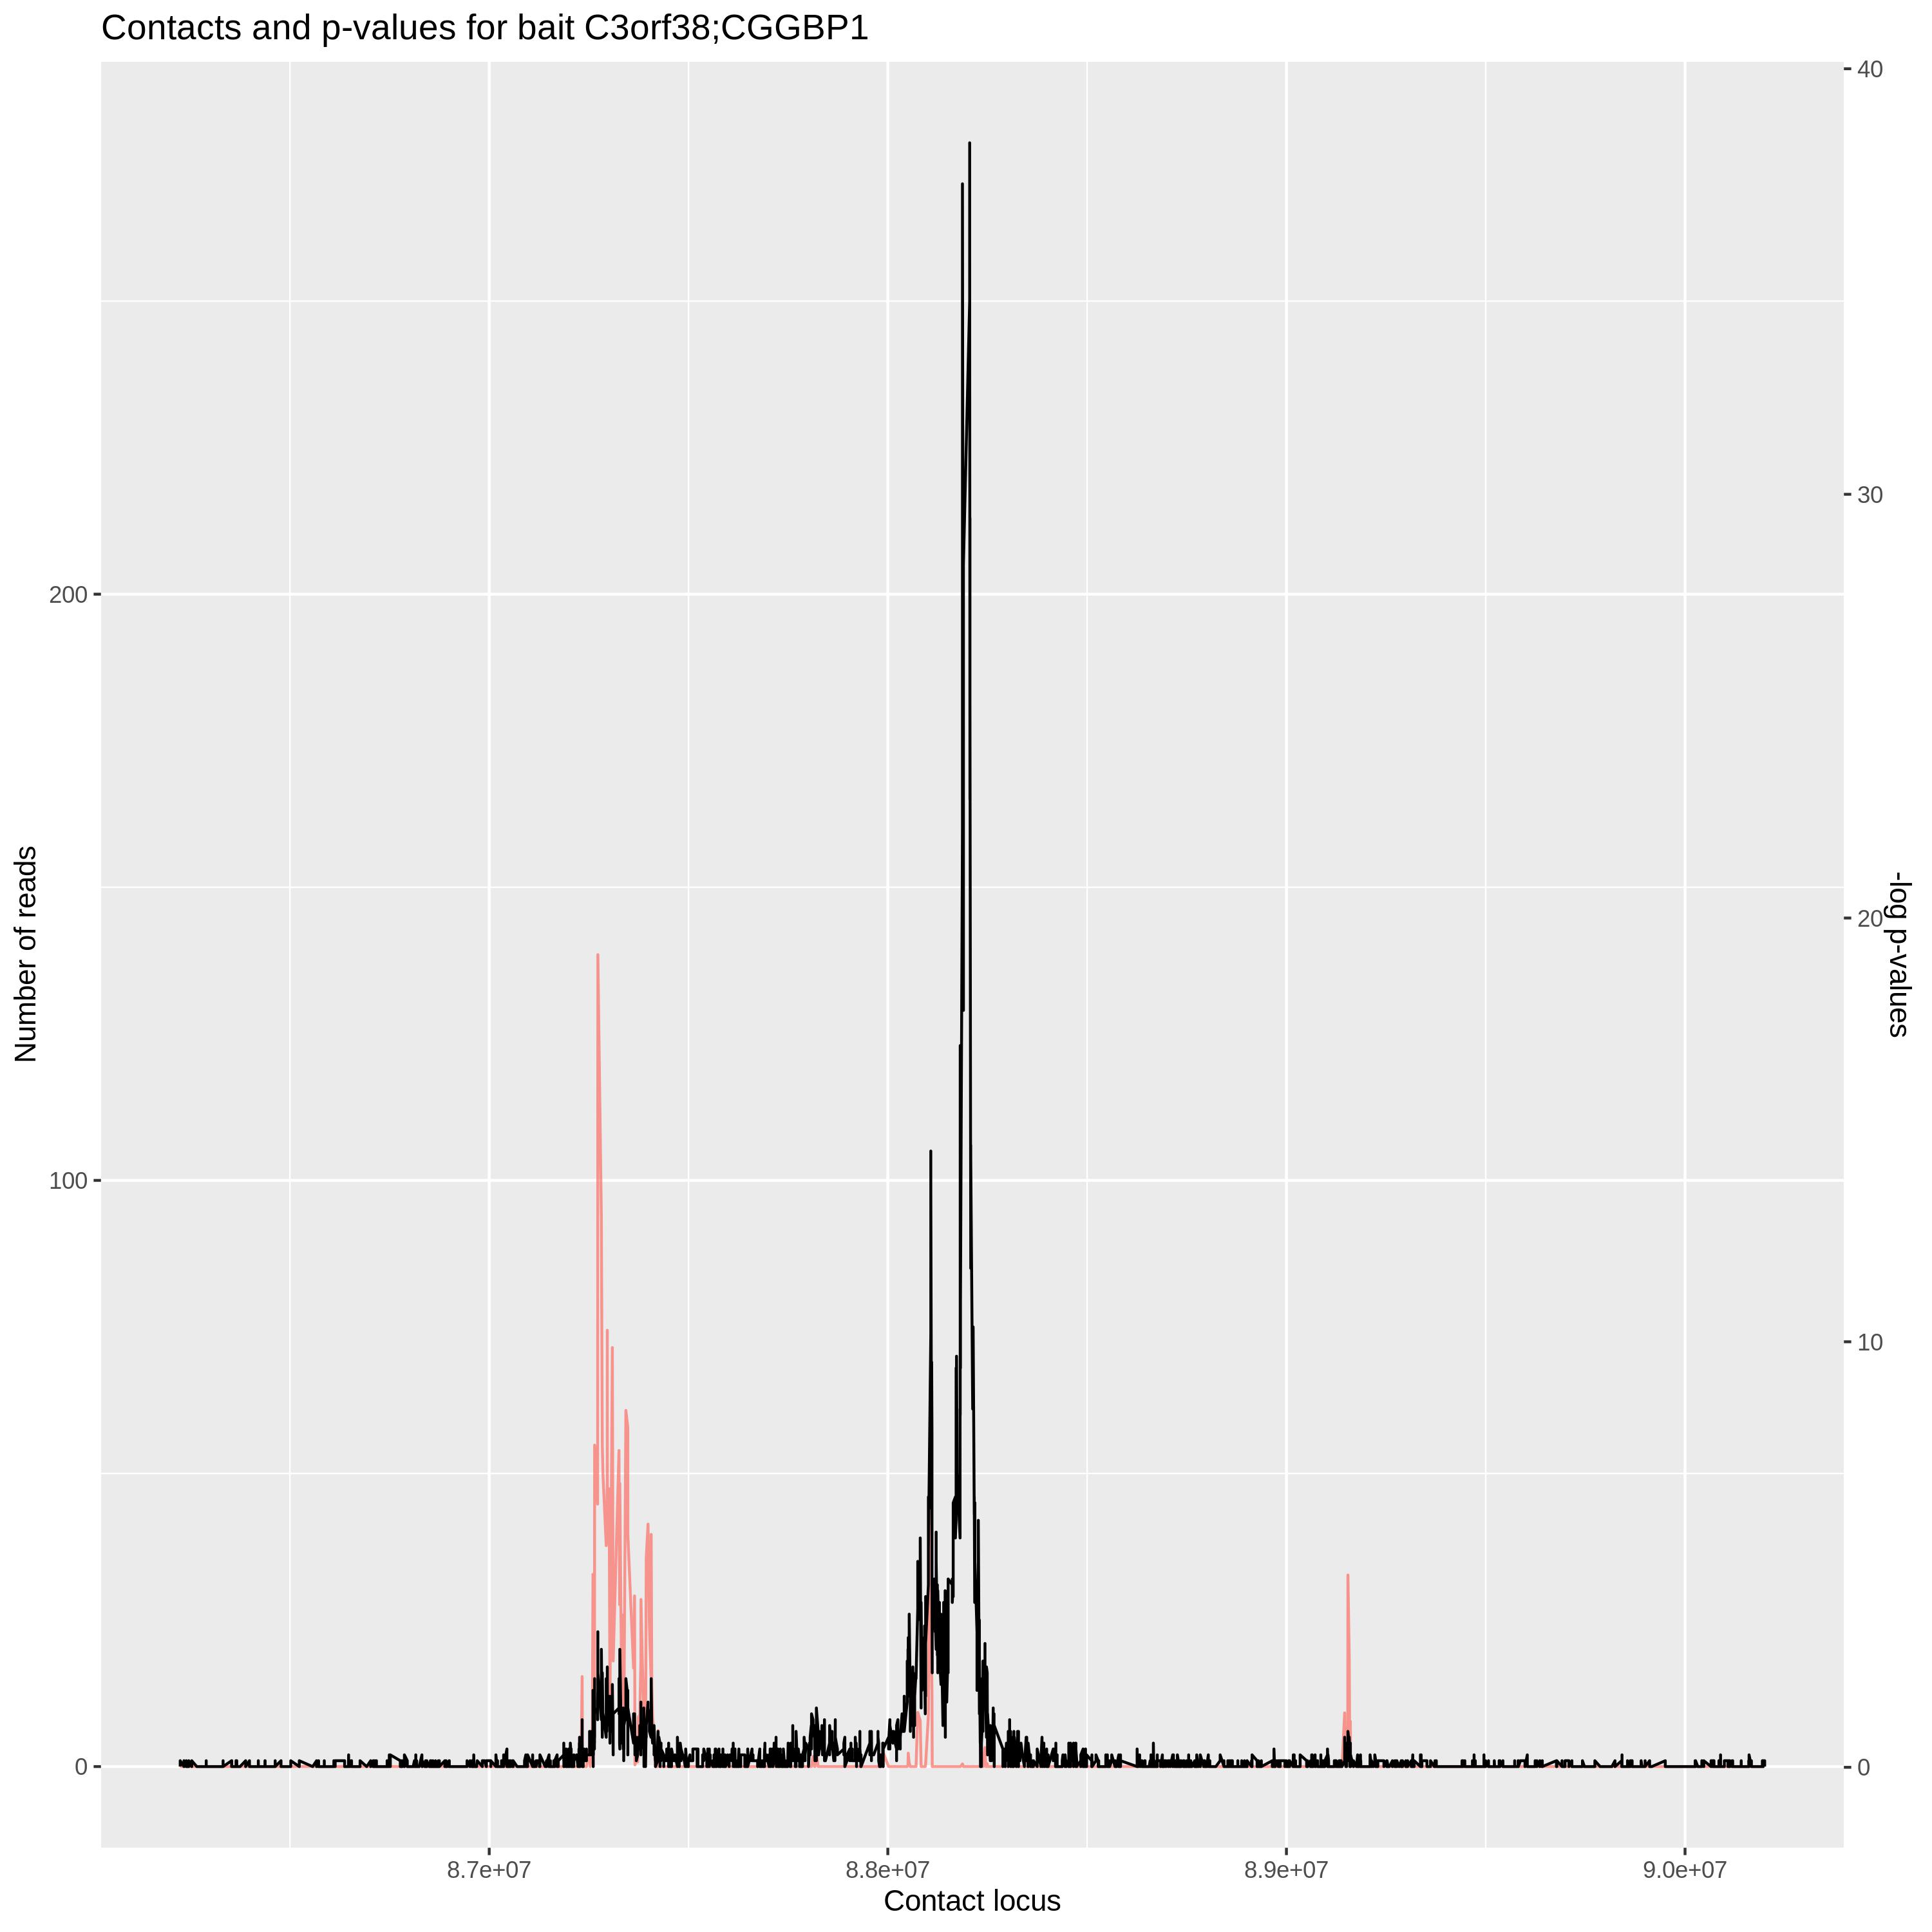 Contacts and p-values for bait C3orf38;CGGBP1
40
30
200
20
Number of reads
-log p-values
100
10
0
0
8.7e+07
8.8e+07
8.9e+07
9.0e+07
Contact locus